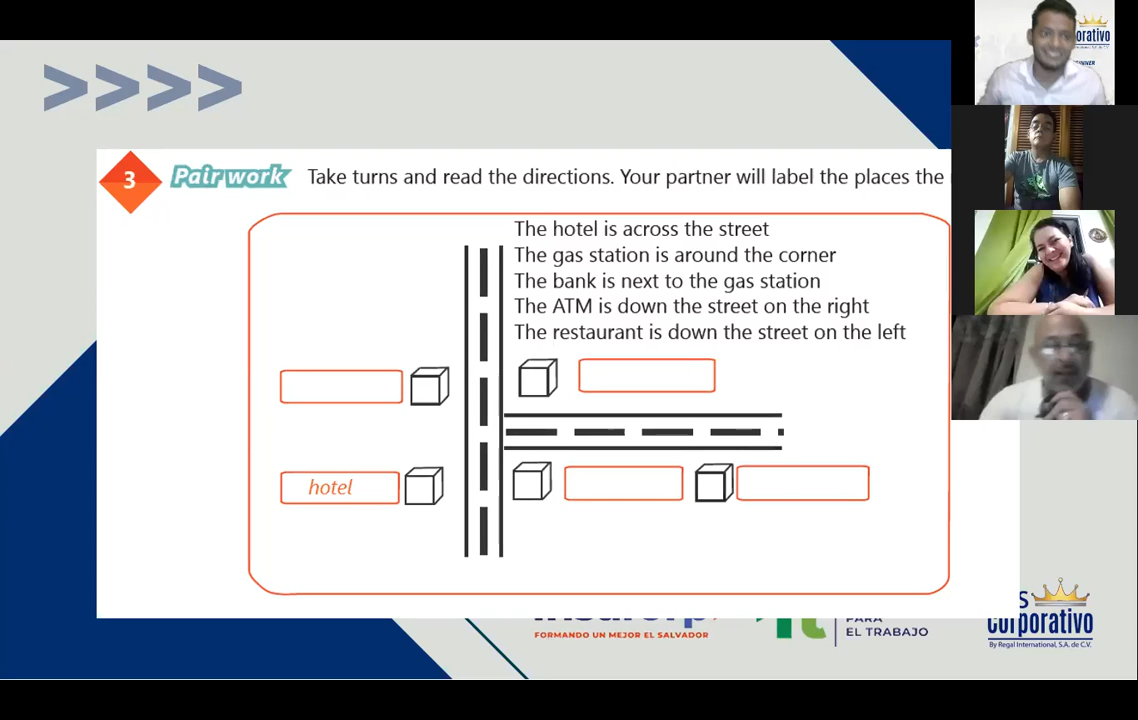 >>>>
3
Pair work
Take turns and read the directions. Your partner will label the places the
The hotel is across the street
The gas station is around the corner
The bank is next to the gas station
The ATM is down the street on the right
The restaurant is down the street on the left
hotel
FORMANDO UN MEJOR EL SALVADOR
EL TRABAJO
corporativo
By Regal International, S.A. de C.V.
orativo